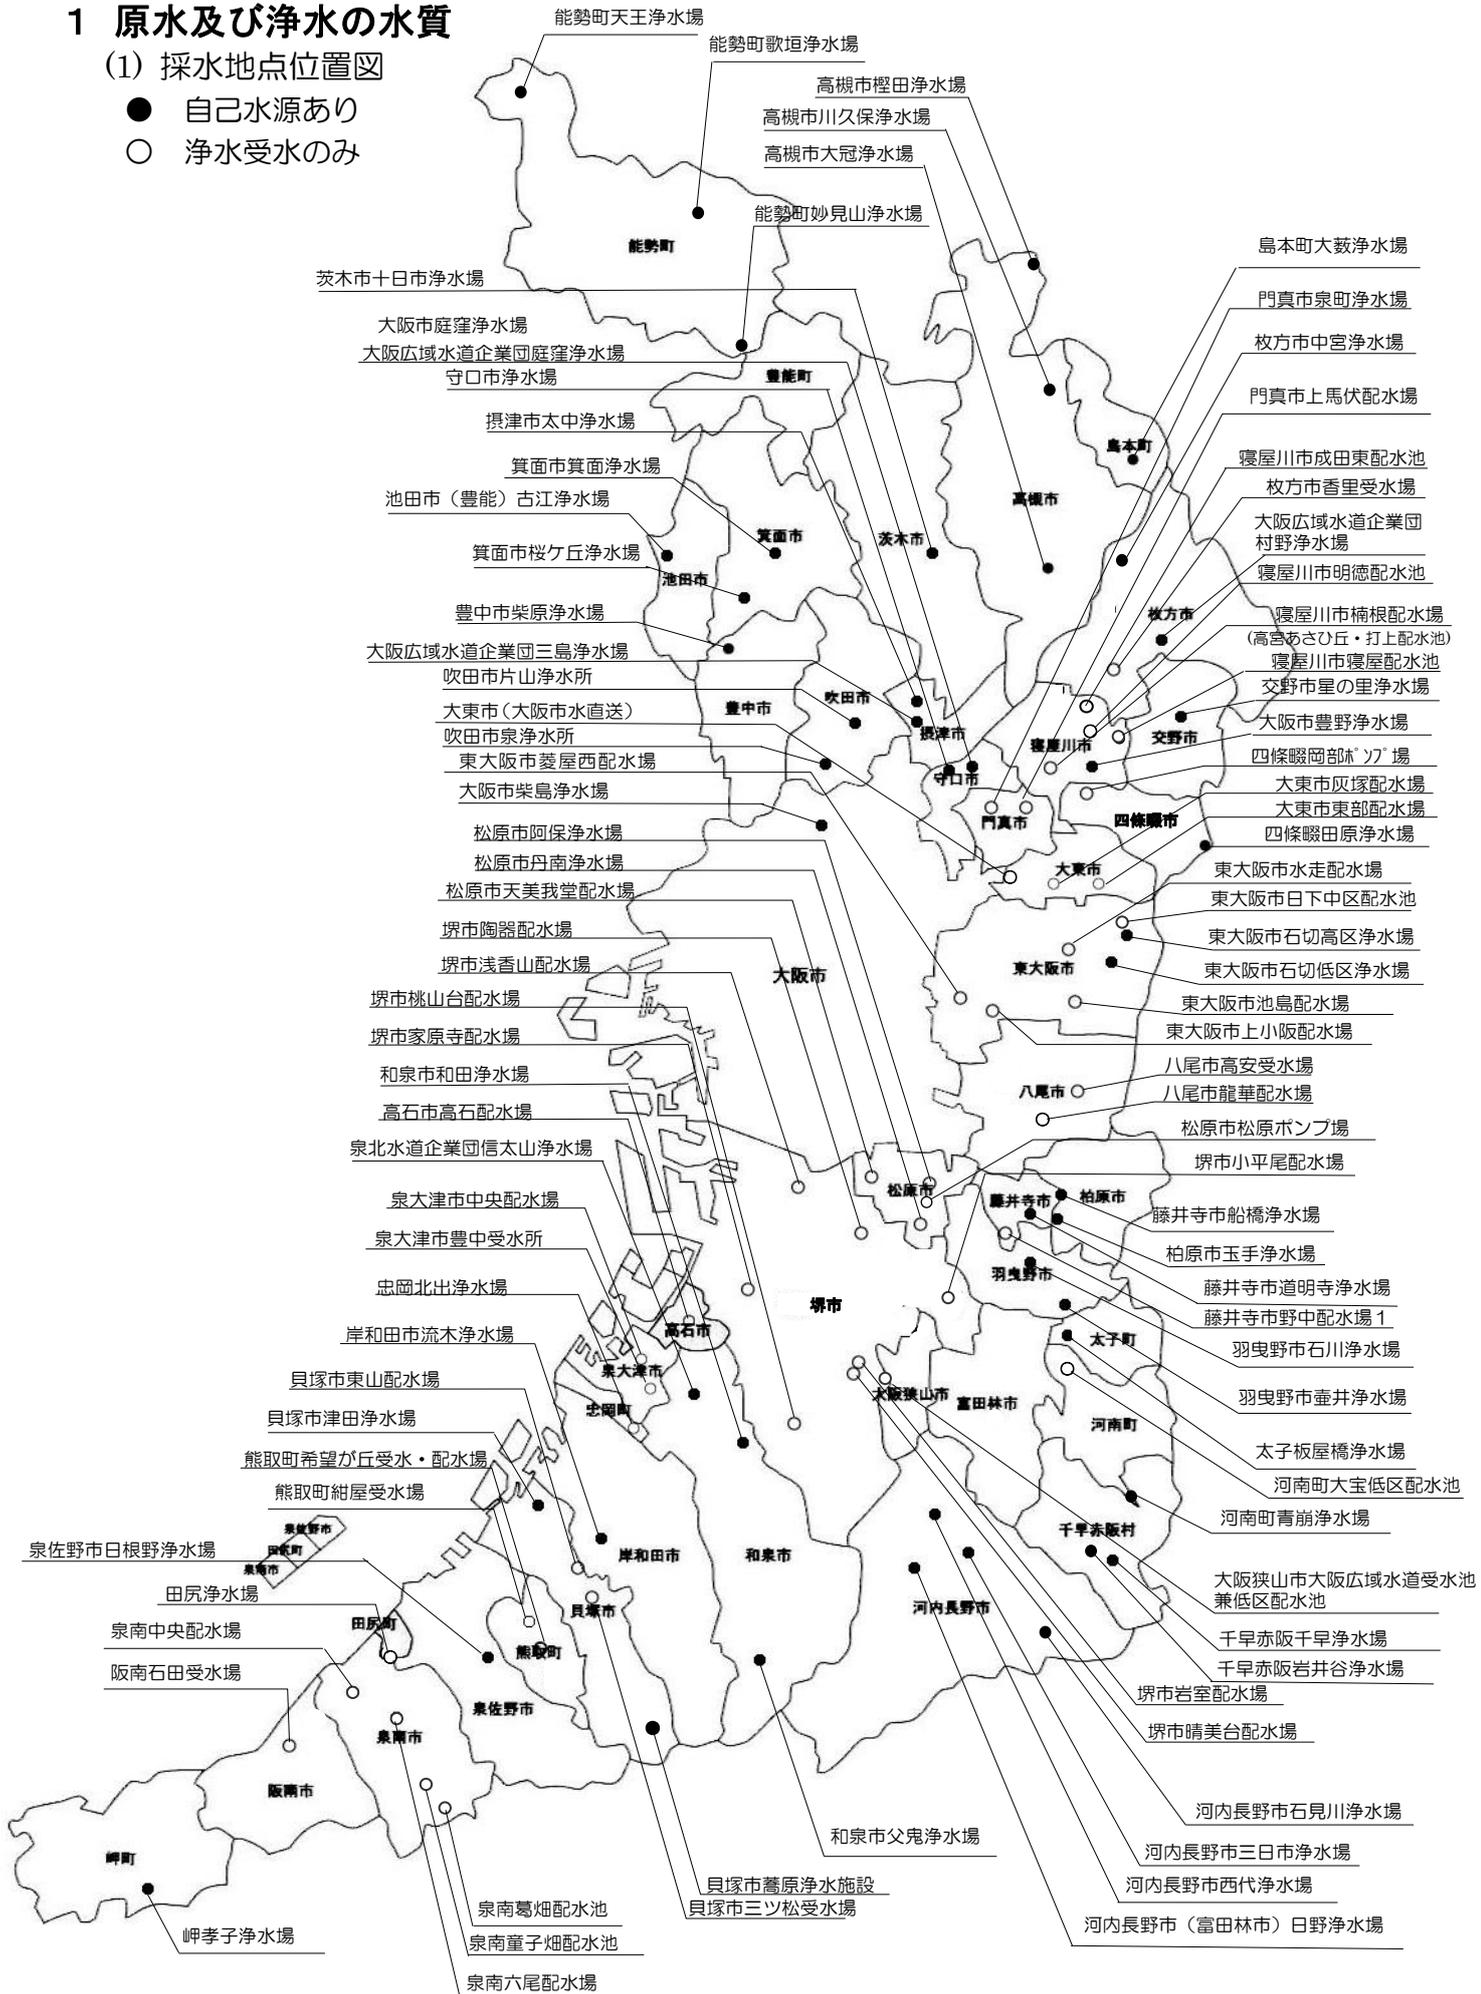 1 原水及び浄水の水質
(1) 採水地点位置図
● 自己水源あり
○ 浄水受水のみ
能勢町天王浄水場
能勢町歌垣浄水場
高槻市樫田浄水場
高槻市川久保浄水場
高槻市大冠浄水場
能勢町妙見山浄水場
茨木市十日市浄水場
大阪市庭窪浄水場
大阪広域水道企業団庭窪浄水場
守口市浄水場
摂津市太中浄水場
箕面市箕面浄水場
池田市（豊能）古江浄水場
箕面市桜ケ丘浄水場
豊中市柴原浄水場
大阪広域水道企業団三島浄水場
吹田市片山浄水所
大東市（大阪市水直送）
吹田市泉浄水所
東大阪市菱屋西配水場
大阪市柴島浄水場
松原市阿保浄水場
松原市丹南浄水場
松原市天美我堂配水場
堺市陶器配水場
堺市浅香山配水場
堺市桃山台配水場
堺市家原寺配水場
和泉市和田浄水場
高石市高石配水場
泉北水道企業団信太山浄水場
泉大津市中央配水場
泉大津市豊中受水所
忠岡北出浄水場
岸和田市流木浄水場
貝塚市東山配水場
貝塚市津田浄水場
熊取町希望が丘受水・配水場
熊取町紺屋受水場
泉佐野市日根野浄水場
田尻浄水場
泉南中央配水場
阪南石田受水場
島本町大薮浄水場
門真市泉町浄水場
枚方市中宮浄水場
門真市上馬伏配水場
寝屋川市成田東配水池
枚方市香里受水場
大阪広域水道企業団
村野浄水場
寝屋川市明徳配水池
寝屋川市楠根配水場
(高宮あさひ丘・打上配水池)
寝屋川市寝屋配水池
交野市星の里浄水場
大阪市豊野浄水場
四條畷岡部ﾎﾟﾝﾌﾟ場
大東市灰塚配水場
大東市東部配水場
四條畷田原浄水場
東大阪市水走配水場
東大阪市日下中区配水池
東大阪市石切高区浄水場
東大阪市石切低区浄水場
東大阪市池島配水場
東大阪市上小阪配水場
八尾市高安受水場
八尾市龍華配水場
松原市松原ポンプ場
堺市小平尾配水場
藤井寺市船橋浄水場
柏原市玉手浄水場
藤井寺市道明寺浄水場
藤井寺市野中配水場１
羽曳野市石川浄水場
羽曳野市壷井浄水場
太子板屋橋浄水場
河南町大宝低区配水池
河南町青崩浄水場
大阪狭山市大阪広域水道受水池
兼低区配水池
千早赤阪千早浄水場
千早赤阪岩井谷浄水場
堺市岩室配水場
堺市晴美台配水場
河内長野市石見川浄水場
河内長野市三日市浄水場
河内長野市西代浄水場
河内長野市（富田林市）日野浄水場
和泉市父鬼浄水場
貝塚市蕎原浄水施設
貝塚市三ツ松受水場
泉南葛畑配水池
泉南童子畑配水池
泉南六尾配水場
岬孝子浄水場
能勢町
豊能町
島本町
高槻市
茨木市
箕面市
池田市
枚方市
豊中市
吹田市
摂津市
寝屋川市
交野市
守口市
門真市
四條畷市
大東市
大阪市
東大阪市
八尾市
松原市
藤井寺市
柏原市
羽曳野市
堺市
高石市
太子町
泉大津市
大阪狭山市
富田林市
忠岡町
河南町
泉佐野市
田尻町
泉南市
千早赤阪村
岸和田市
和泉市
貝塚市
河内長野市
田尻町
熊取町
泉佐野市
泉南市
阪南市
岬町